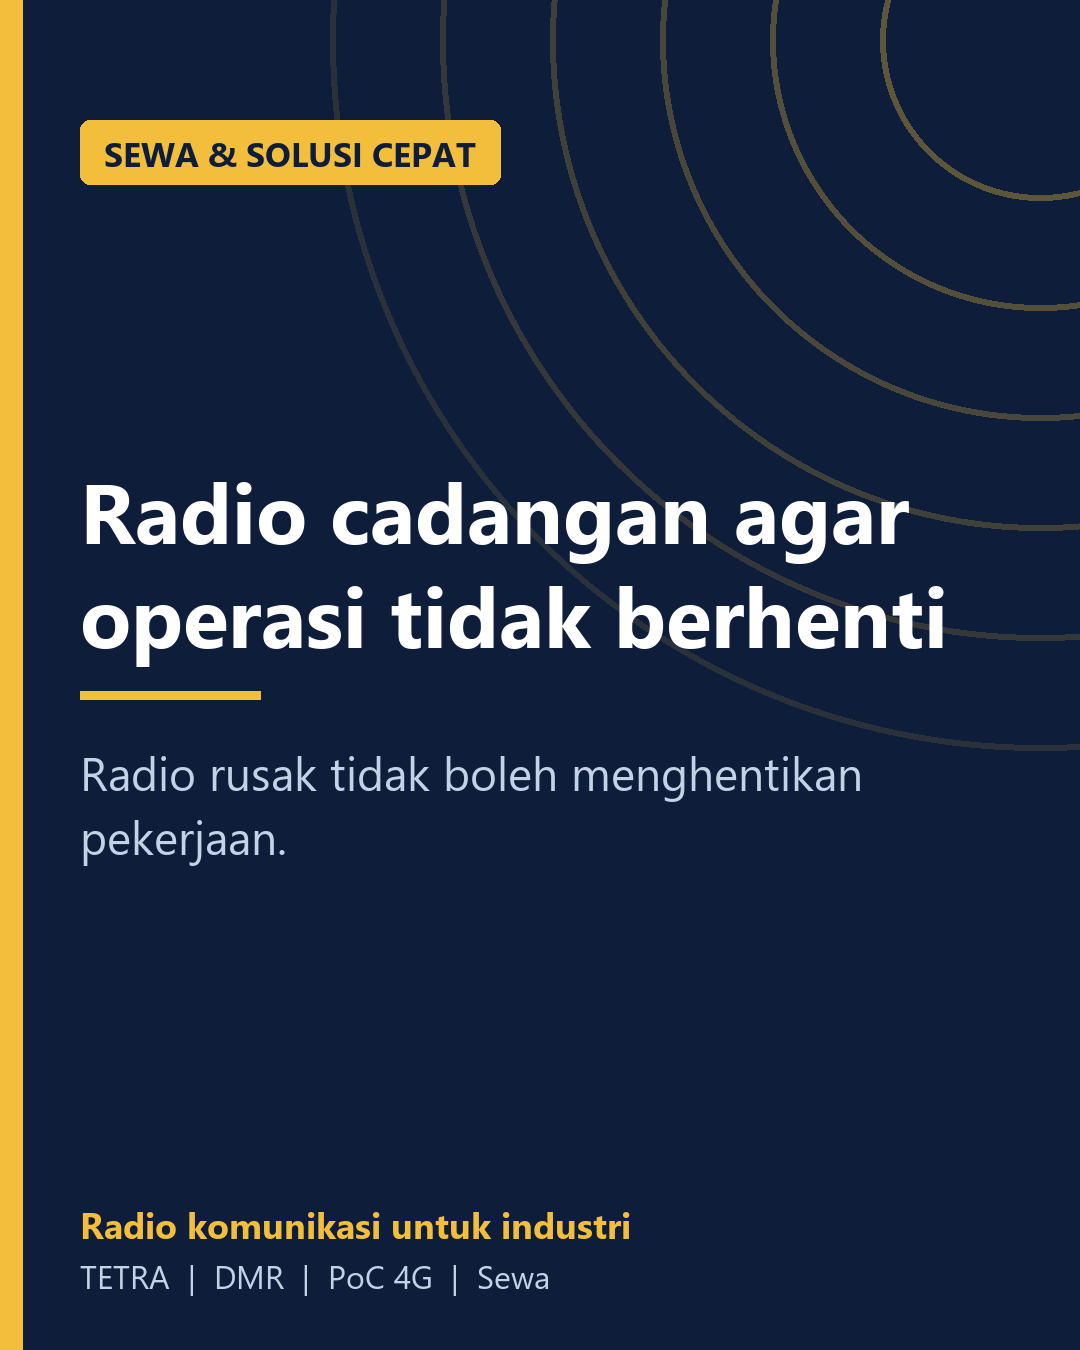 SEWA & SOLUSI CEPAT
Radio cadangan agar
operasi tidak berhenti
Radio rusak tidak boleh menghentikan
pekerjaan.
Radio komunikasi untuk industri
TETRA | DMR | PoC 4G | Sewa